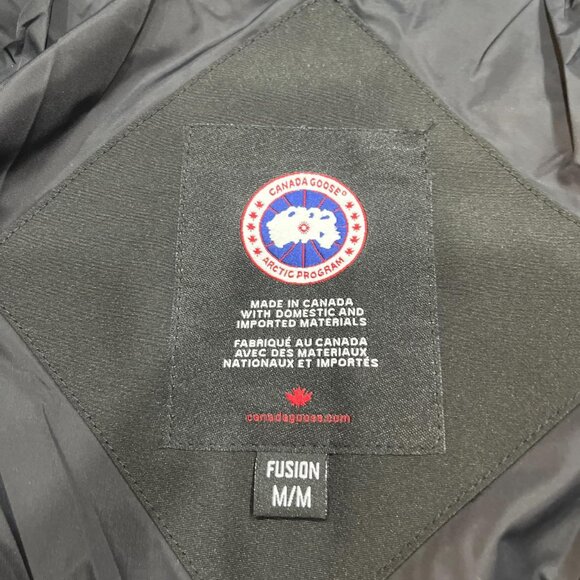 CANADA GOOSE®
ARCTIC PROGRAM
MADE IN CANADA
WITH DOMESTIC AND
IMPORTED MATERIALS
FABRIQUÉ AU CANADA
AVEC DES MATERIAUX
NATIONAUX ET IMPORTÉS
canadagoose.com
FUSION
M/M